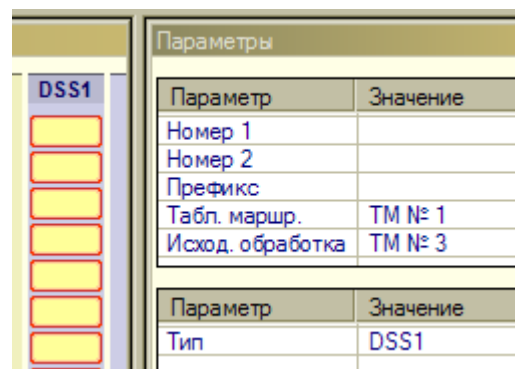 Параметры
DSS1
Параметр Значение
Номер 1
Номер 2
Префикс
Табл. маршр. ТМ № 1
Исход. обработка ТМ № 3
Параметр Значение
Тип DSS1